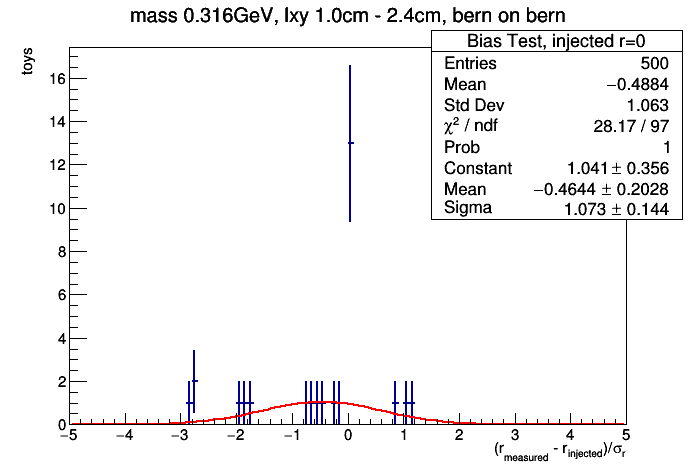 mass 0.316GeV, lxy 1.0cm - 2.4cm, bern on bern
toys
Bias Test, injected r=0
Entries 500
Mean −0.4884
Std Dev 1.063
χ² / ndf 28.17 / 97
Prob 1
Constant 1.041 ± 0.356
Mean −0.4644 ± 0.2028
Sigma 1.073 ± 0.144
16
14
12
10
8
6
4
2
0
−5 −4 −3 −2 −1 0 1 2 3 4 5
(r_measured - r_injected)/σ_r